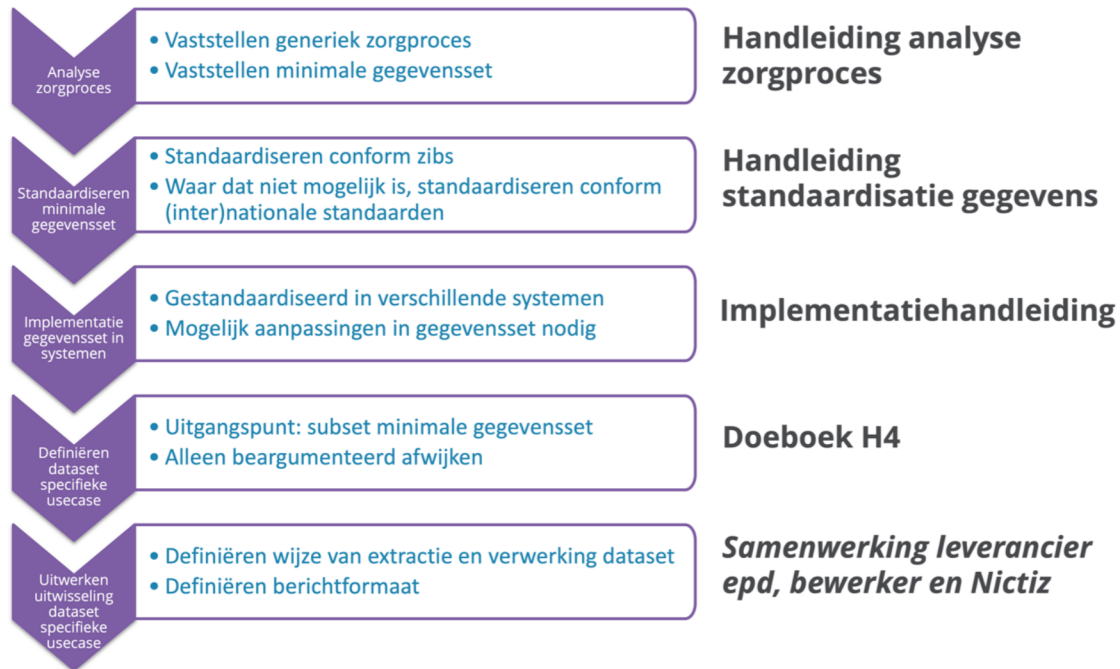 Analyse
zorgproces
• Vaststellen generiek zorgproces
• Vaststellen minimale gegevensset
Handleiding analyse
zorgproces
Standaardiseren
minimale
gegevensset
• Standaardiseren conform zibs
• Waar dat niet mogelijk is, standaardiseren conform
(inter)nationale standaarden
Handleiding
standaardisatie gegevens
Implementatie
gegevensset in
systemen
• Gestandaardiseerd in verschillende systemen
• Mogelijk aanpassingen in gegevensset nodig
Implementatiehandleiding
Definiëren
dataset
specifieke
usecase
• Uitgangspunt: subset minimale gegevensset
• Alleen beargumenteerd afwijken
Doeboek H4
Uitwerken
uitwisseling
dataset
specifieke
usecase
• Definiëren wijze van extractie en verwerking dataset
• Definiëren berichtformaat
Samenwerking leverancier
epd, bewerker en Nictiz